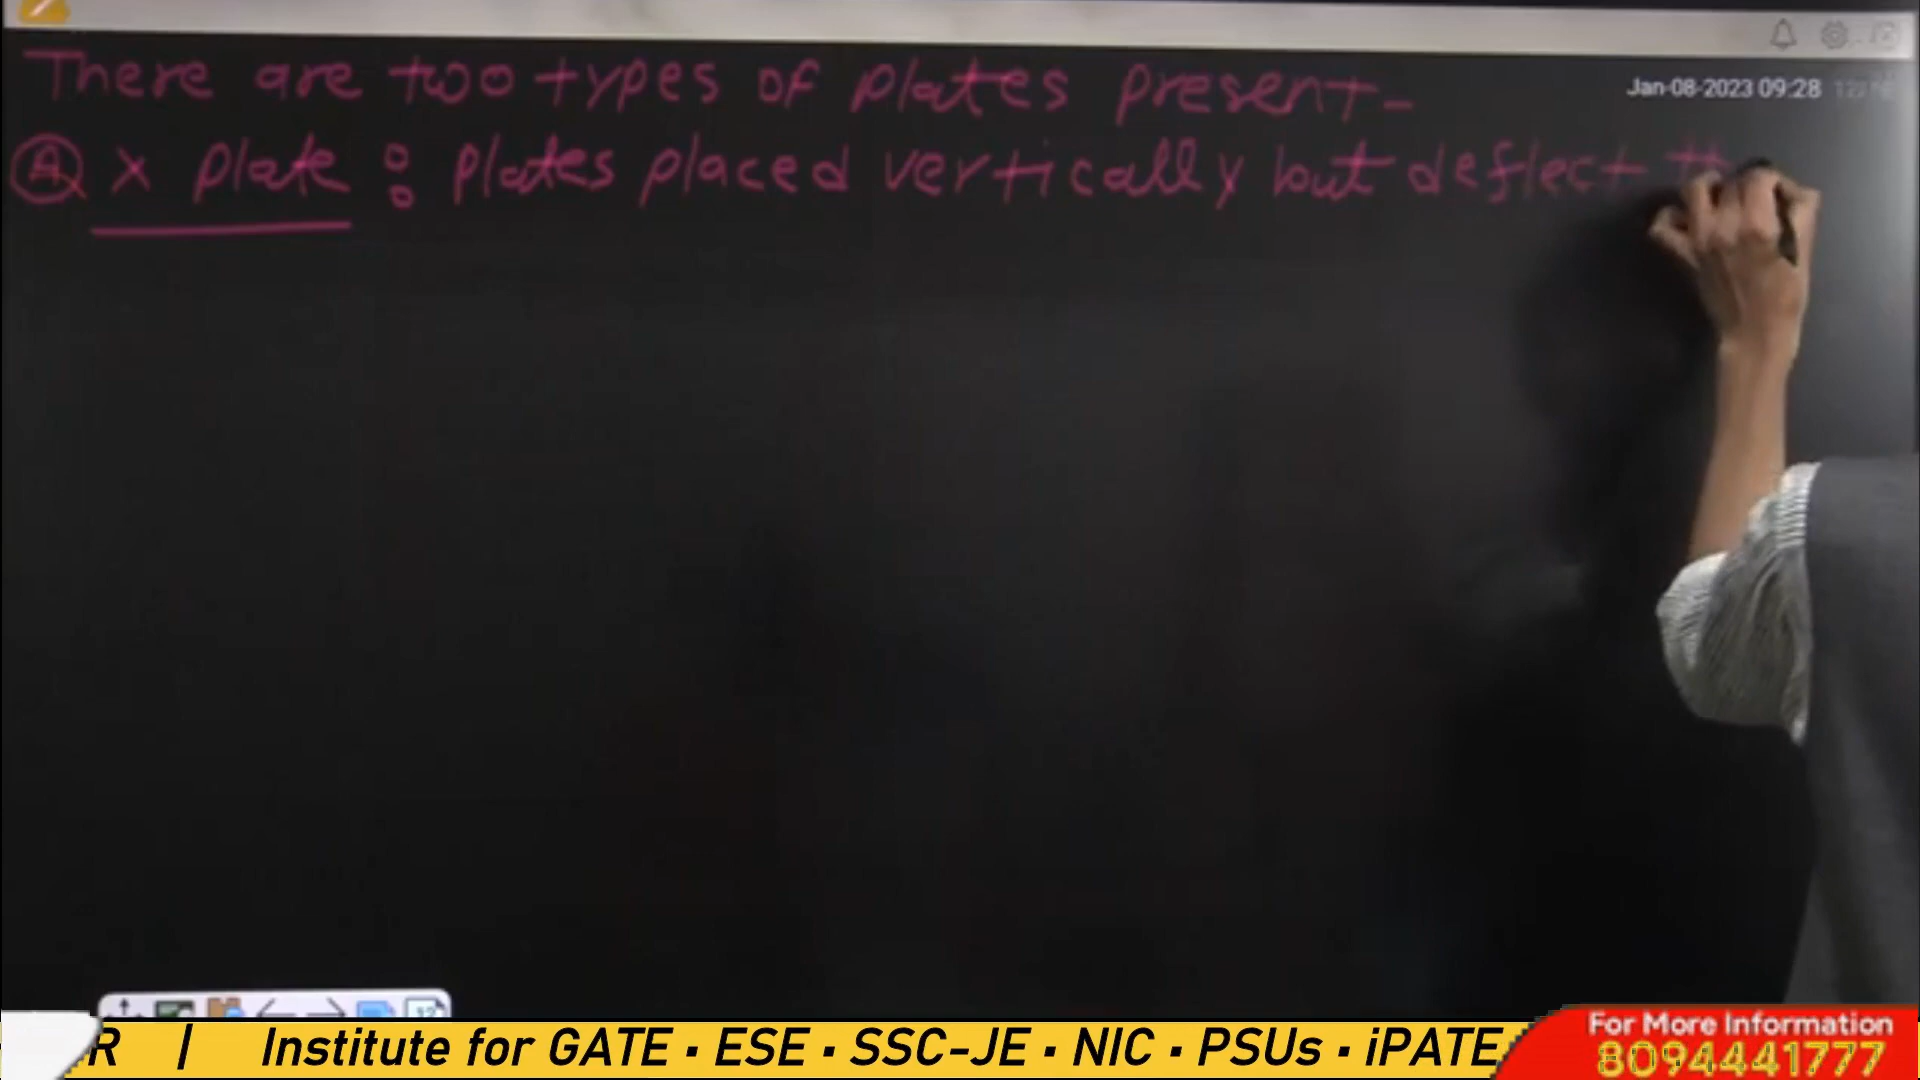 There are two types of plates present-
Jan-08-2023 09:28
A X Plate : Plates placed vertically but deflect
R | Institute for GATE · ESE · SSC-JE · NIC · PSUs · iPATE
For More Information
8094441777